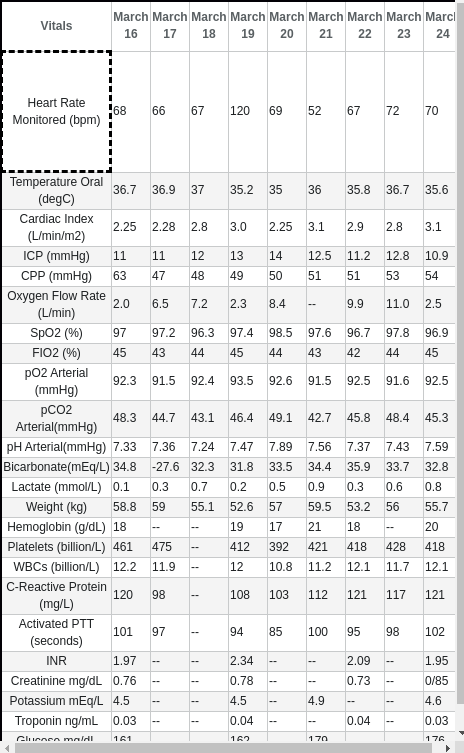 Vitals March 16 March 17 March 18 March 19 March 20 March 21 March 22 March 23 March 24
Heart Rate Monitored (bpm) 68 66 67 120 69 52 67 72 70
Temperature Oral (degC) 36.7 36.9 37 35.2 35 36 35.8 36.7 35.6
Cardiac Index (L/min/m2) 2.25 2.28 2.8 3.0 2.25 3.1 2.9 2.8 3.1
ICP (mmHg) 11 11 12 13 14 12.5 11.2 12.8 10.9
CPP (mmHg) 63 47 48 49 50 51 51 53 54
Oxygen Flow Rate (L/min) 2.0 6.5 7.2 2.3 8.4 -- 9.9 11.0 2.5
SpO2 (%) 97 97.2 96.3 97.4 98.5 97.6 96.7 97.8 96.9
FIO2 (%) 45 43 44 45 44 43 42 44 45
pO2 Arterial (mmHg) 92.3 91.5 92.4 93.5 92.6 91.5 92.5 91.6 92.5
pCO2 Arterial(mmHg) 48.3 44.7 43.1 46.4 49.1 42.7 45.8 48.4 45.3
pH Arterial(mmHg) 7.33 7.36 7.24 7.47 7.89 7.56 7.37 7.43 7.59
Bicarbonate(mEq/L) 34.8 -27.6 32.3 31.8 33.5 34.4 35.9 33.7 32.8
Lactate (mmol/L) 0.1 0.3 0.7 0.2 0.5 0.9 0.3 0.6 0.8
Weight (kg) 58.8 59 55.1 52.6 57 59.5 53.2 56 55.7
Hemoglobin (g/dL) 18 -- -- 19 17 21 18 -- 20
Platelets (billion/L) 461 475 -- 412 392 421 418 428 418
WBCs (billion/L) 12.2 11.9 -- 12 10.8 11.2 12.1 11.7 12.1
C-Reactive Protein (mg/L) 120 98 -- 108 103 112 121 117 121
Activated PTT (seconds) 101 97 -- 94 85 100 95 98 102
INR 1.97 -- -- 2.34 -- -- 2.09 -- 1.95
Creatinine mg/dL 0.76 -- -- 0.78 -- -- 0.73 -- 0/85
Potassium mEq/L 4.5 -- -- 4.5 -- 4.9 -- -- 4.6
Troponin ng/mL 0.03 -- -- 0.04 -- -- 0.04 -- 0.03
Glucose mg/dL 161 -- -- 162 -- 179 -- -- 176